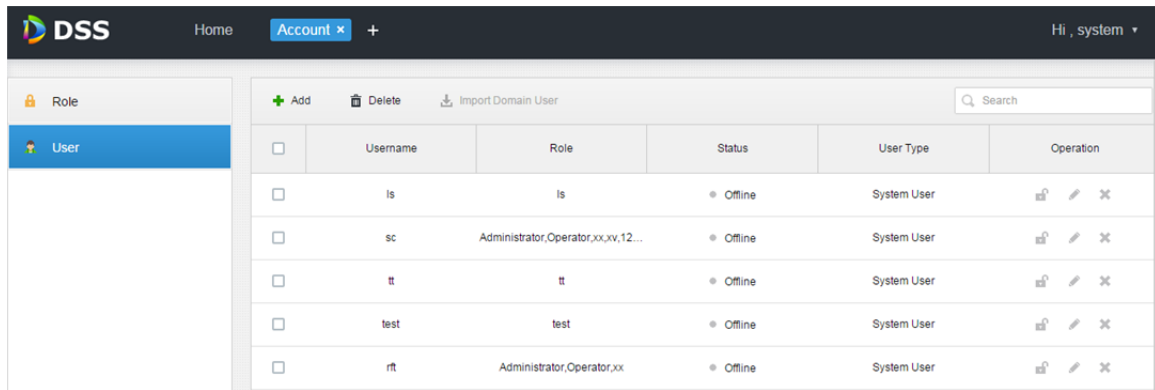 DSS Home Account × + Hi , system
Role
User
Add Delete Import Domain User Search
Username Role Status User Type Operation
ls ls Offline System User
sc Administrator,Operator,xx,xv,12... Offline System User
tt tt Offline System User
test test Offline System User
rft Administrator,Operator,xx Offline System User